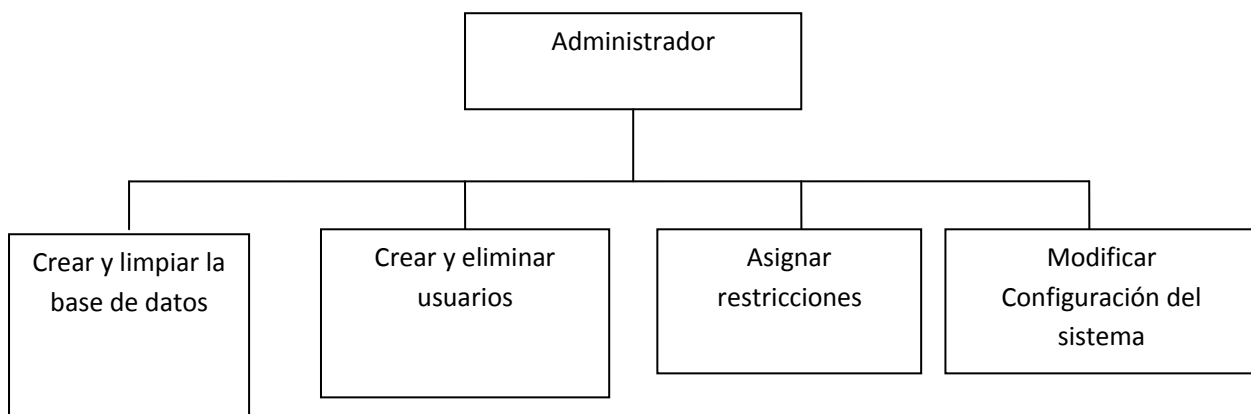 Administrador
Crear y limpiar la
base de datos
Crear y eliminar
usuarios
Asignar
restricciones
Modificar
Configuración del
sistema